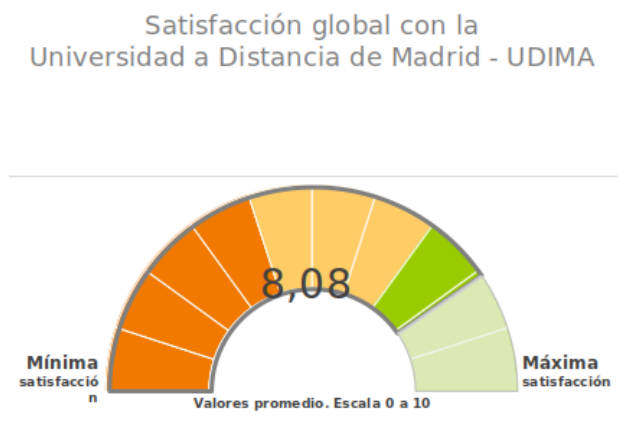 Satisfacción global con la
Universidad a Distancia de Madrid - UDIMA
8,08
Mínima
satisfacció
n
Máxima
satisfacción
Valores promedio. Escala 0 a 10